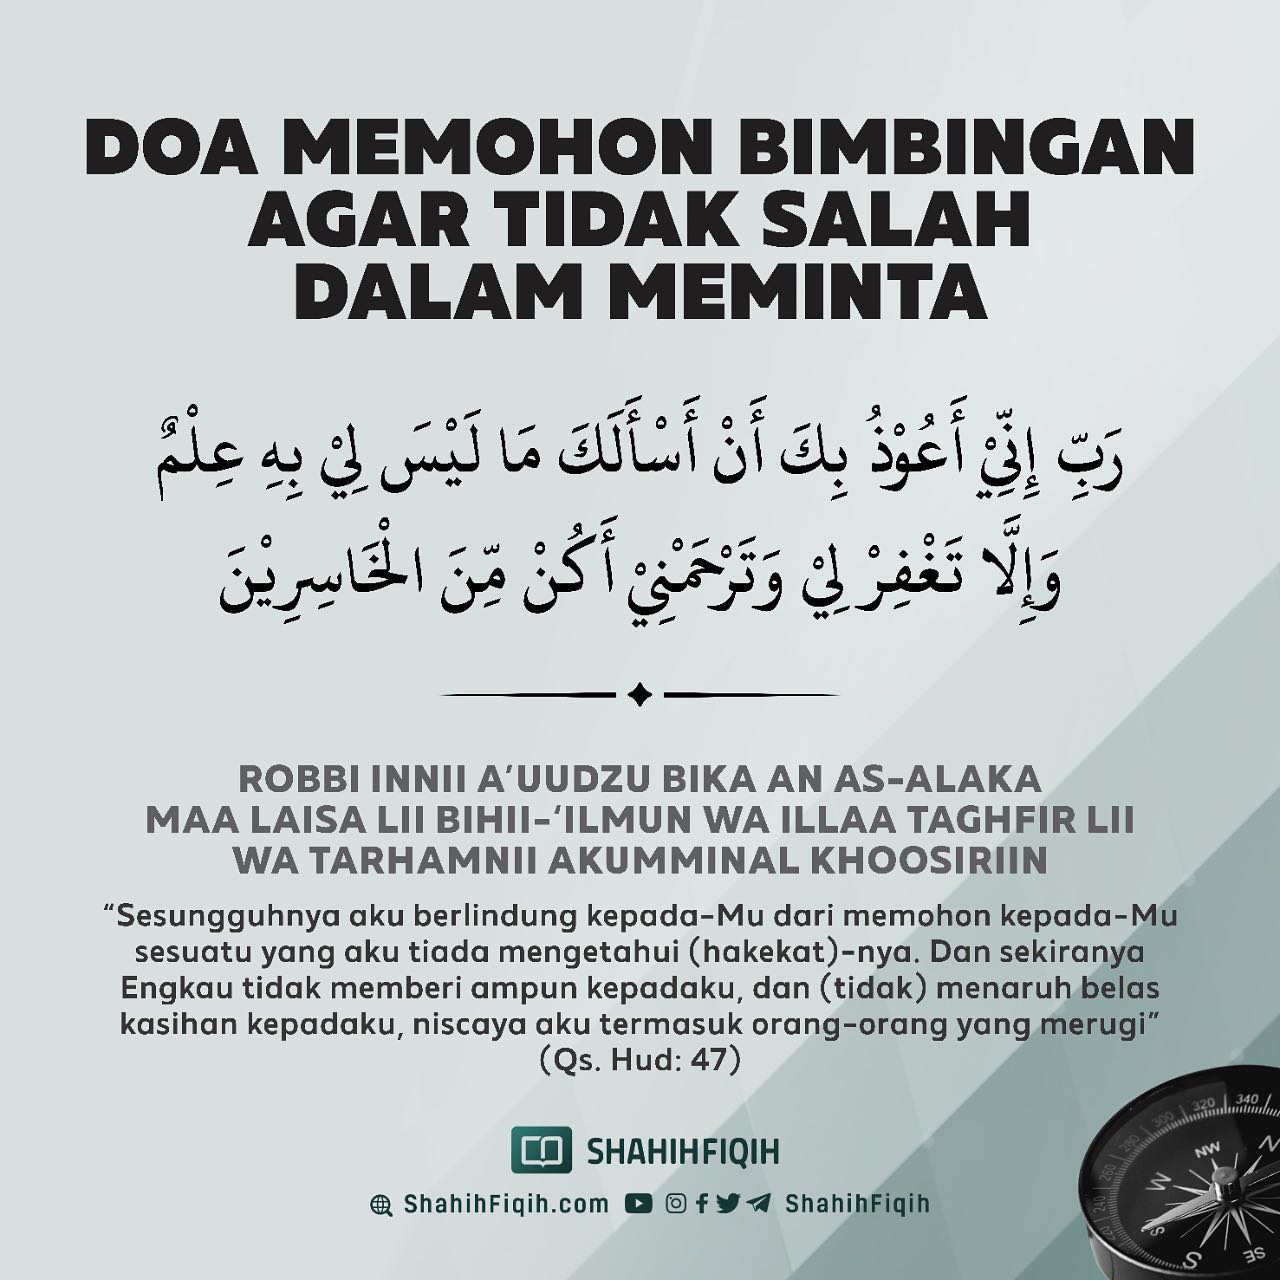 DOA MEMOHON BIMBINGAN
AGAR TIDAK SALAH
DALAM MEMINTA
رَبِّ إِنِّيْ أَعُوْذُ بِكَ أَنْ أَسْأَلَكَ مَا لَيْسَ لِيْ بِهِ عِلْمٌ
وَإِلَّا تَغْفِرْ لِيْ وَتَرْحَمْنِيْ أَكُنْ مِّنَ الْخَاسِرِيْنَ
ROBBI INNII A’UUDZU BIKA AN AS-ALAKA
MAA LAISA LII BIHII-‘ILMUN WA ILLAA TAGHFIR LII
WA TARHAMNII AKUMMINAL KHOOSIRIIN
“Sesungguhnya aku berlindung kepada-Mu dari memohon kepada-Mu
sesuatu yang aku tiada mengetahui (hakekat)-nya. Dan sekiranya
Engkau tidak memberi ampun kepadaku, dan (tidak) menaruh belas
kasihan kepadaku, niscaya aku termasuk orang-orang yang merugi”
(Qs. Hud: 47)
SHAHIHFIQIH
ShahihFiqih.com ShahihFiqih
240 260 280 300 320 340
S W NW N
S SE